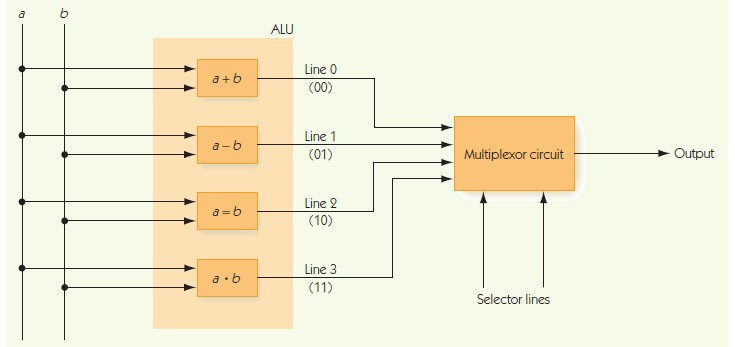 a b
ALU
a + b
Line 0
(00)
a – b
Line 1
(01)
Multiplexor circuit
Output
a = b
Line 2
(10)
a · b
Line 3
(11)
Selector lines